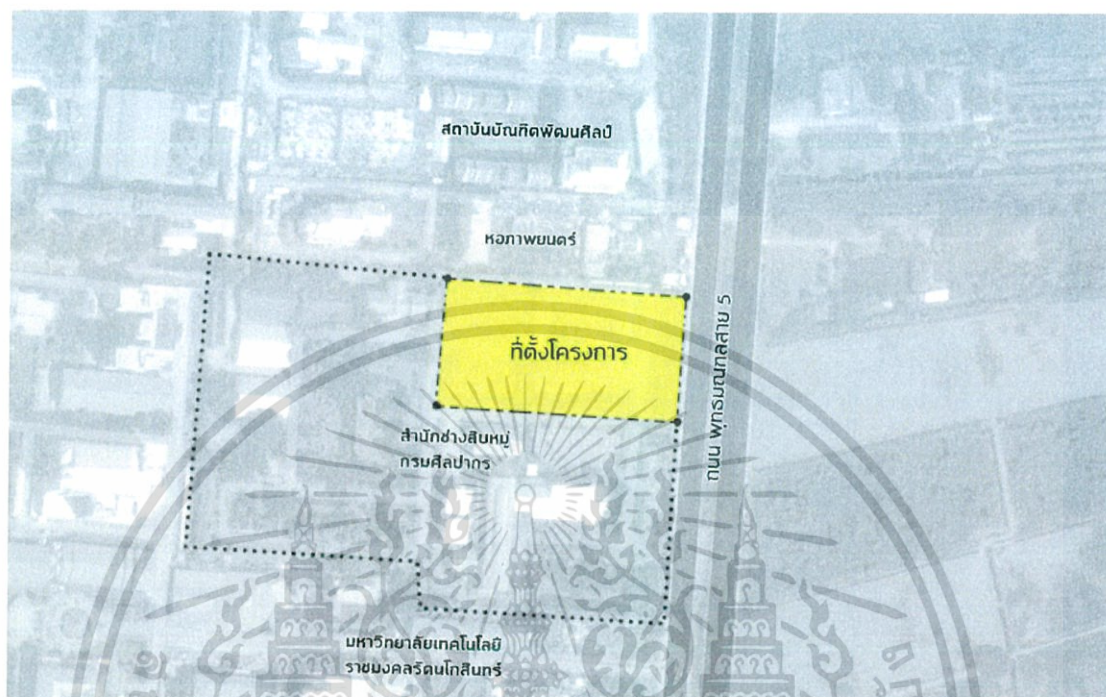 สถาบันบัณฑิตพัฒนศิลป์
หอภาพยนตร์
ที่ตั้งโครงการ
ถนน พุทธมณฑลสาย 5
สำนักช่างสิบหมู่
กรมศิลปากร
มหาวิทยาลัยเทคโนโลยี
ราชมงคลรัตนโกสินทร์